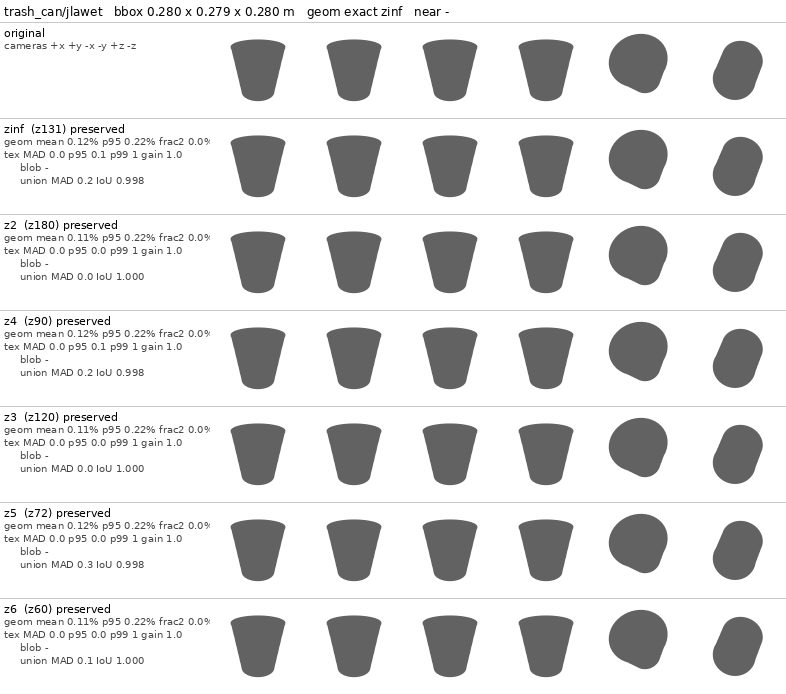 trash_can/jlawet bbox 0.280 x 0.279 x 0.280 m geom exact zinf near -
original
cameras +x +y -x -y +z -z
zinf (z131) preserved
geom mean 0.12% p95 0.22% frac2 0.0%
tex MAD 0.0 p95 0.1 p99 1 gain 1.0
blob -
union MAD 0.2 IoU 0.998
z2 (z180) preserved
geom mean 0.11% p95 0.22% frac2 0.0%
tex MAD 0.0 p95 0.0 p99 1 gain 1.0
blob -
union MAD 0.0 IoU 1.000
z4 (z90) preserved
geom mean 0.12% p95 0.22% frac2 0.0%
tex MAD 0.0 p95 0.1 p99 1 gain 1.0
blob -
union MAD 0.2 IoU 0.998
z3 (z120) preserved
geom mean 0.11% p95 0.22% frac2 0.0%
tex MAD 0.0 p95 0.0 p99 1 gain 1.0
blob -
union MAD 0.0 IoU 1.000
z5 (z72) preserved
geom mean 0.12% p95 0.22% frac2 0.0%
tex MAD 0.0 p95 0.0 p99 1 gain 1.0
blob -
union MAD 0.3 IoU 0.998
z6 (z60) preserved
geom mean 0.11% p95 0.22% frac2 0.0%
tex MAD 0.0 p95 0.0 p99 1 gain 1.0
blob -
union MAD 0.1 IoU 1.000